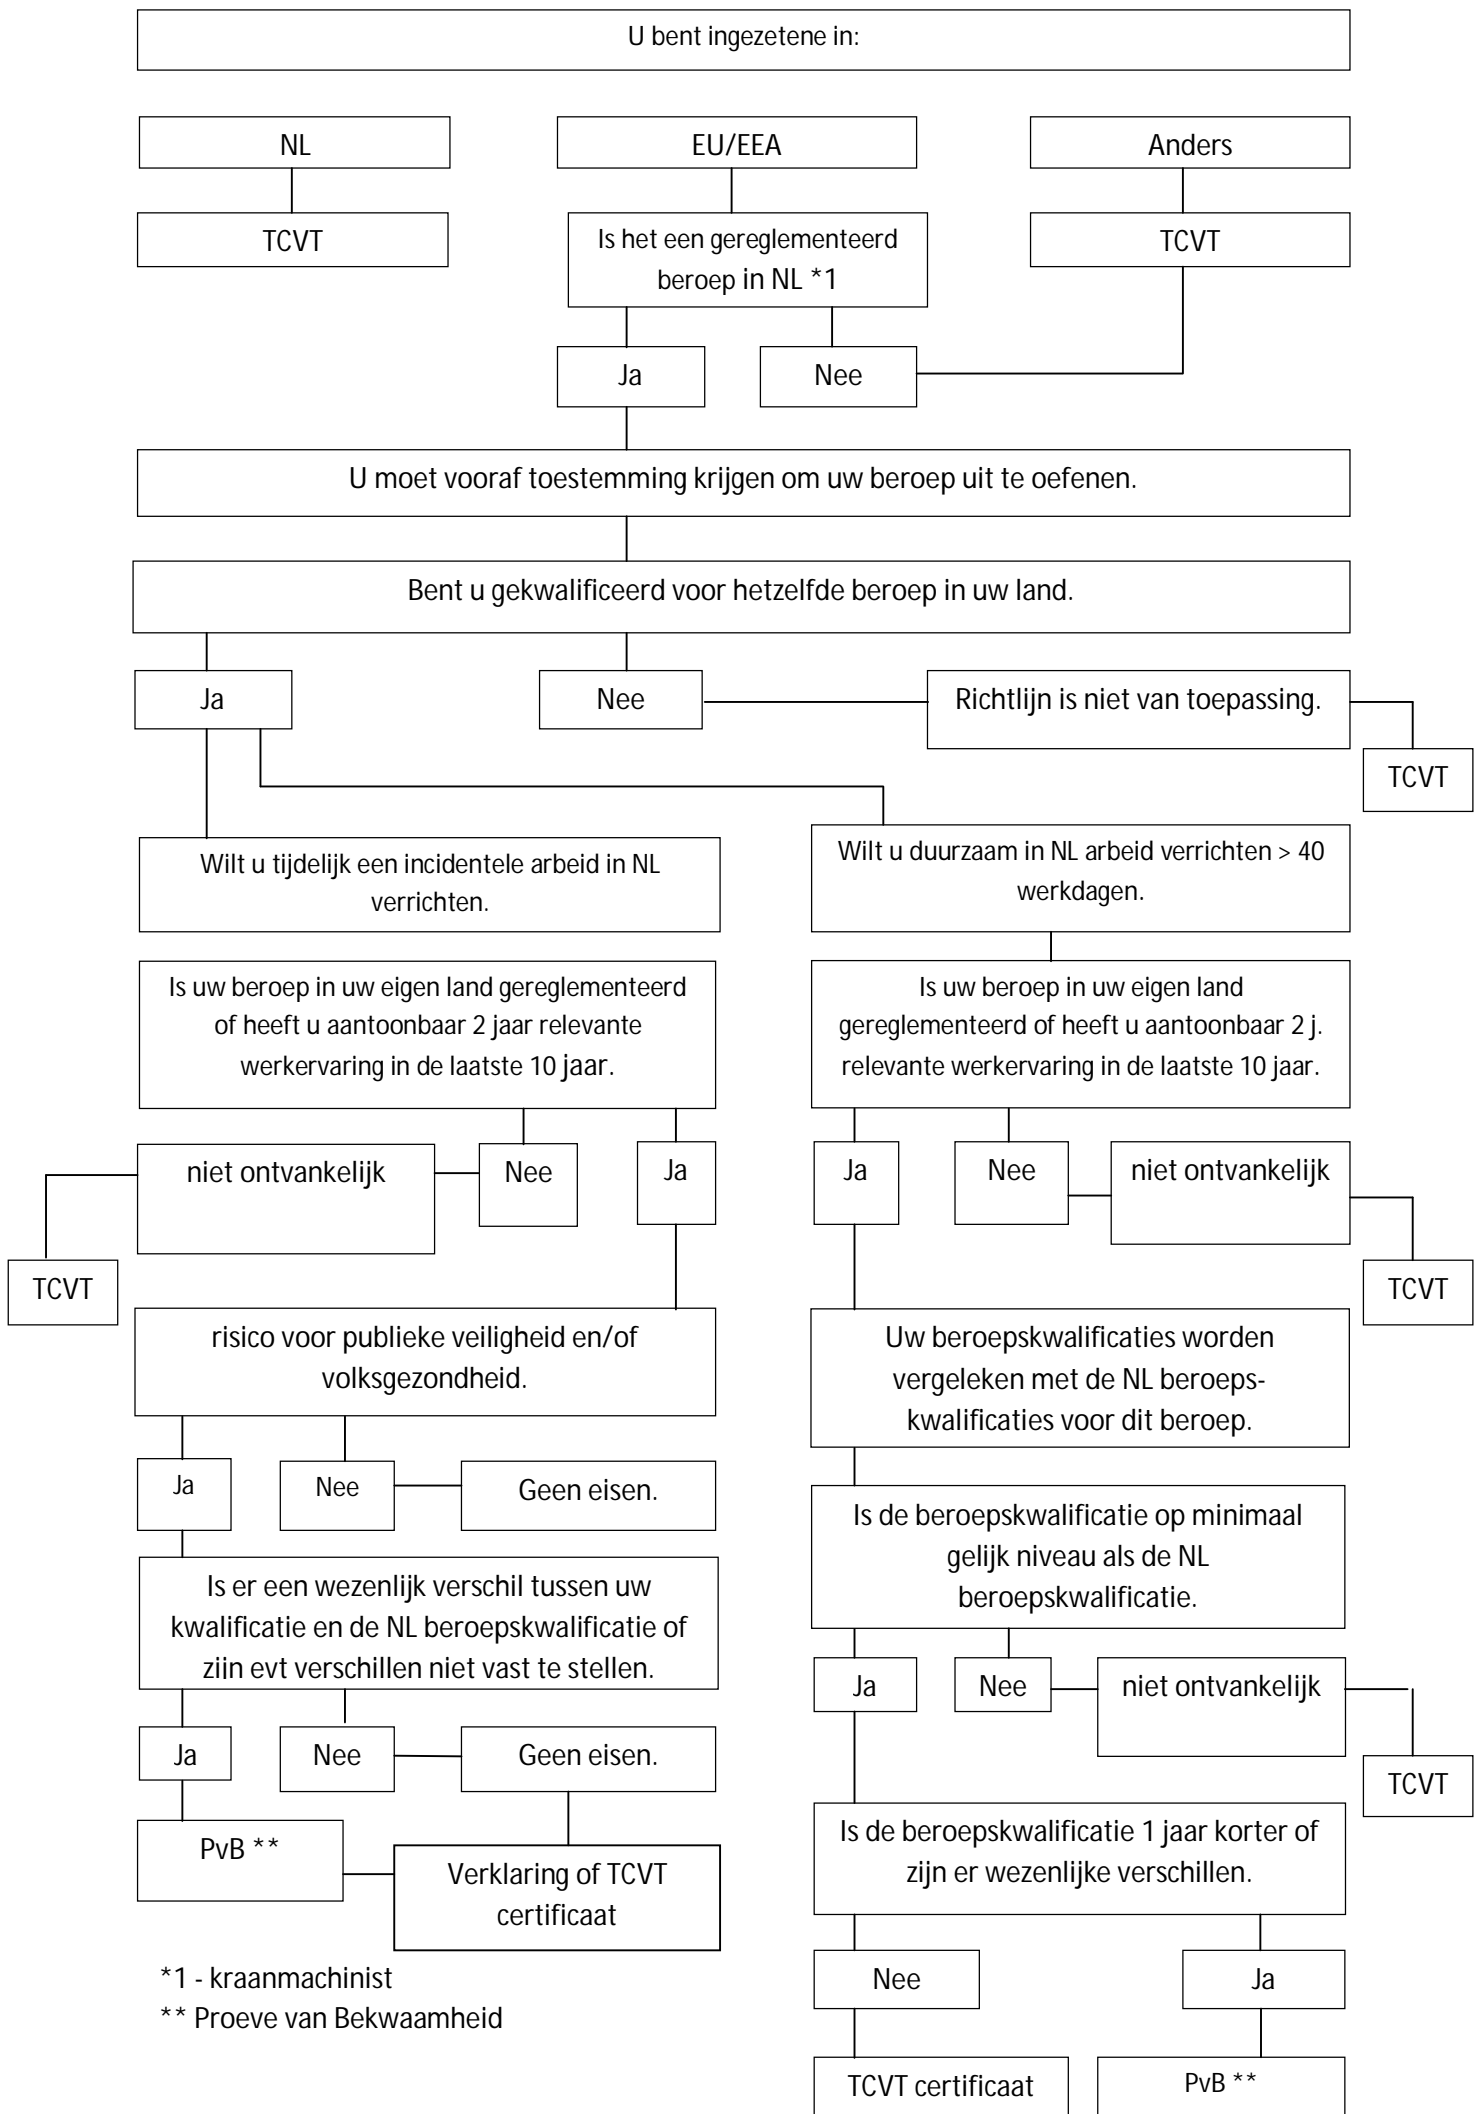 U bent ingezetene in:
NL
EU/EEA
Anders
TCVT
Is het een gereglementeerd
beroep in NL *1
TCVT
Ja
Nee
U moet vooraf toestemming krijgen om uw beroep uit te oefenen.
Bent u gekwalificeerd voor hetzelfde beroep in uw land.
Ja
Nee
Richtlijn is niet van toepassing.
TCVT
Wilt u tijdelijk een incidentele arbeid in NL
verrichten.
Wilt u duurzaam in NL arbeid verrichten > 40
werkdagen.
Is uw beroep in uw eigen land gereglementeerd
of heeft u aantoonbaar 2 jaar relevante
werkervaring in de laatste 10 jaar.
Is uw beroep in uw eigen land
gereglementeerd of heeft u aantoonbaar 2 j.
relevante werkervaring in de laatste 10 jaar.
niet ontvankelijk
Nee
Ja
Ja
Nee
niet ontvankelijk
TCVT
TCVT
risico voor publieke veiligheid en/of
volksgezondheid.
Uw beroepskwalificaties worden
vergeleken met de NL beroeps-
kwalificaties voor dit beroep.
Ja
Nee
Geen eisen.
Is de beroepskwalificatie op minimaal
gelijk niveau als de NL
beroepskwalificatie.
Is er een wezenlijk verschil tussen uw
kwalificatie en de NL beroepskwalificatie of
zijn evt verschillen niet vast te stellen.
Ja
Nee
niet ontvankelijk
Ja
Nee
Geen eisen.
TCVT
PvB **
Verklaring of TCVT
certificaat
Is de beroepskwalificatie 1 jaar korter of
zijn er wezenlijke verschillen.
*1 - kraanmachinist
** Proeve van Bekwaamheid
Nee
Ja
TCVT certificaat
PvB **